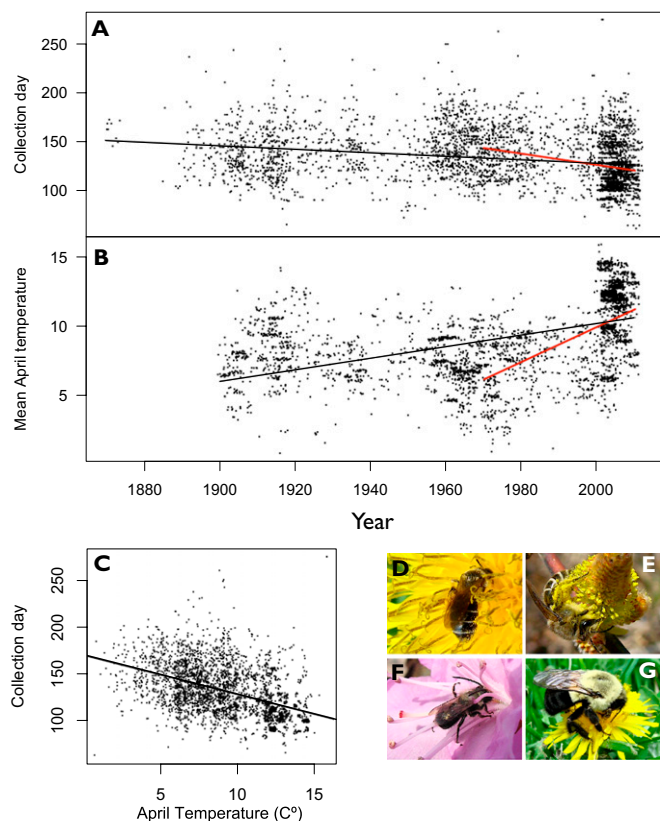 A
250
200
150
100
Collection day
B
15
10
5
Mean April temperature
1880 1900 1920 1940 1960 1980 2000
Year
C
250
200
150
100
Collection day
5 10 15
April Temperature (Cº)
D
E
F
G